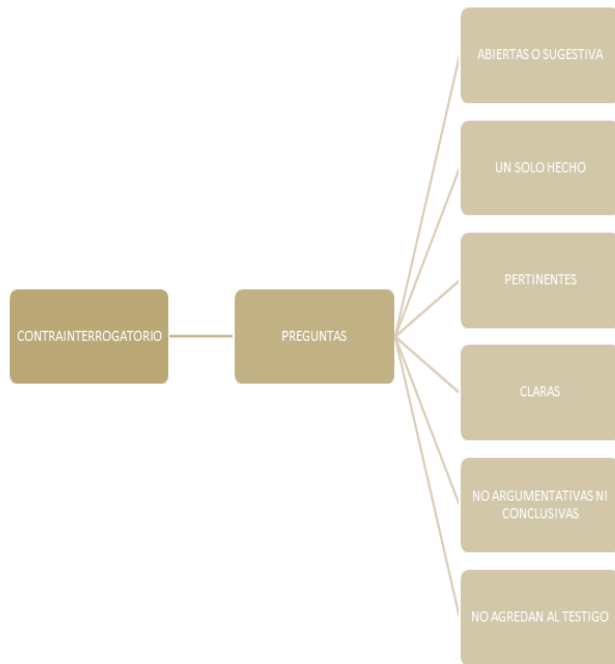 CONTRAINTERROGATORIO
PREGUNTAS
ABIERTAS O SUGESTIVA
UN SOLO HECHO
PERTINENTES
CLARAS
NO ARGUMENTATIVAS NI
CONCLUSIVAS
NO AGREDAN AL TESTIGO